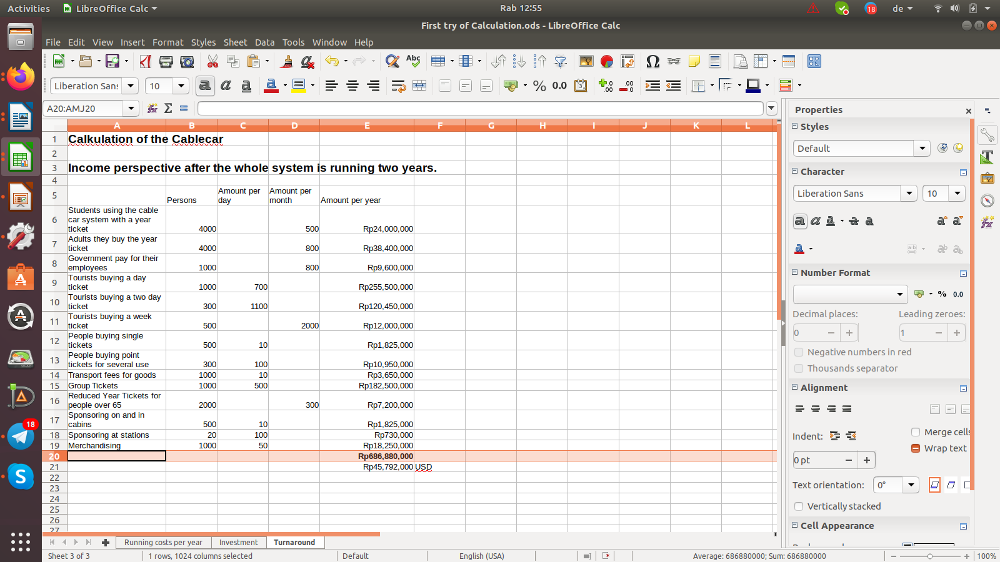 Activities LibreOffice Calc Rab 12:55 18 de
First try of Calculation.ods - LibreOffice Calc
File Edit View Insert Format Styles Sheet Data Tools Window Help
Liberation Sans 10 % 0.0
A20:AMJ20
A B C D E F G H I J K L
1 Calkulation of the Cablecar
2
3 Income perspective after the whole system is running two years.
4
5 Persons Amount per day Amount per month Amount per year
6 Students using the cable car system with a year ticket 4000 500 Rp24,000,000
7 Adults they buy the year ticket 4000 800 Rp38,400,000
8 Government pay for their employees 1000 800 Rp9,600,000
9 Tourists buying a day ticket 1000 700 Rp255,500,000
10 Tourists buying a two day ticket 300 1100 Rp120,450,000
11 Tourists buying a week ticket 500 2000 Rp12,000,000
12 People buying single tickets 500 10 Rp1,825,000
13 People buying point tickets for several use 300 100 Rp10,950,000
14 Transport fees for goods 1000 10 Rp3,650,000
15 Group Tickets 1000 500 Rp182,500,000
16 Reduced Year Tickets for people over 65 2000 300 Rp7,200,000
17 Sponsoring on and in cabins 500 10 Rp1,825,000
18 Sponsoring at stations 20 100 Rp730,000
19 Merchandising 1000 50 Rp18,250,000
20 Rp686,880,000
21 Rp45,792,000 USD
22
23
24
25
26
27
Properties
Styles
Default
Character
Liberation Sans 10
Number Format
% 0.0
Decimal places: Leading zeroes:
0 1
Negative numbers in red
Thousands separator
Alignment
Indent: Merge cells
Wrap text
0 pt
Text orientation: 0°
Vertically stacked
Cell Appearance
18
Running costs per year Investment Turnaround
Sheet 3 of 3 1 rows, 1024 columns selected Default English (USA) Average: 686880000; Sum: 686880000 100%